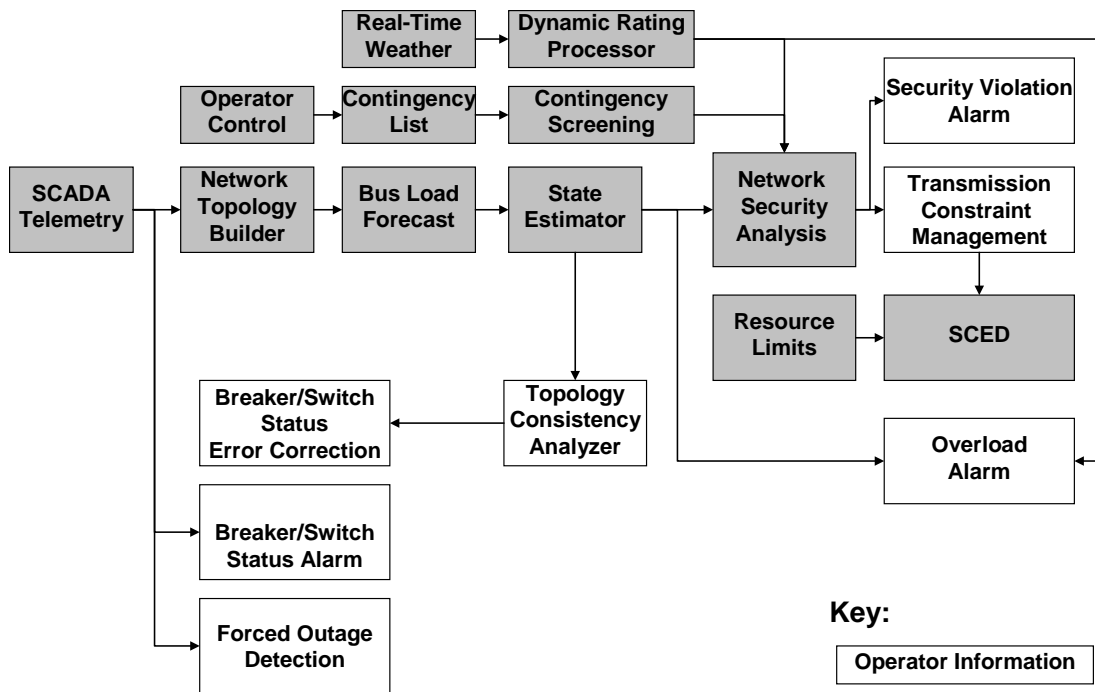 Real-Time
Weather
Dynamic Rating
Processor
Operator
Control
Contingency
List
Contingency
Screening
Security Violation
Alarm
SCADA
Telemetry
Network
Topology
Builder
Bus Load
Forecast
State
Estimator
Network
Security
Analysis
Transmission
Constraint
Management
Resource
Limits
SCED
Breaker/Switch
Status
Error Correction
Topology
Consistency
Analyzer
Overload
Alarm
Breaker/Switch
Status Alarm
Forced Outage
Detection
Key:
Operator Information